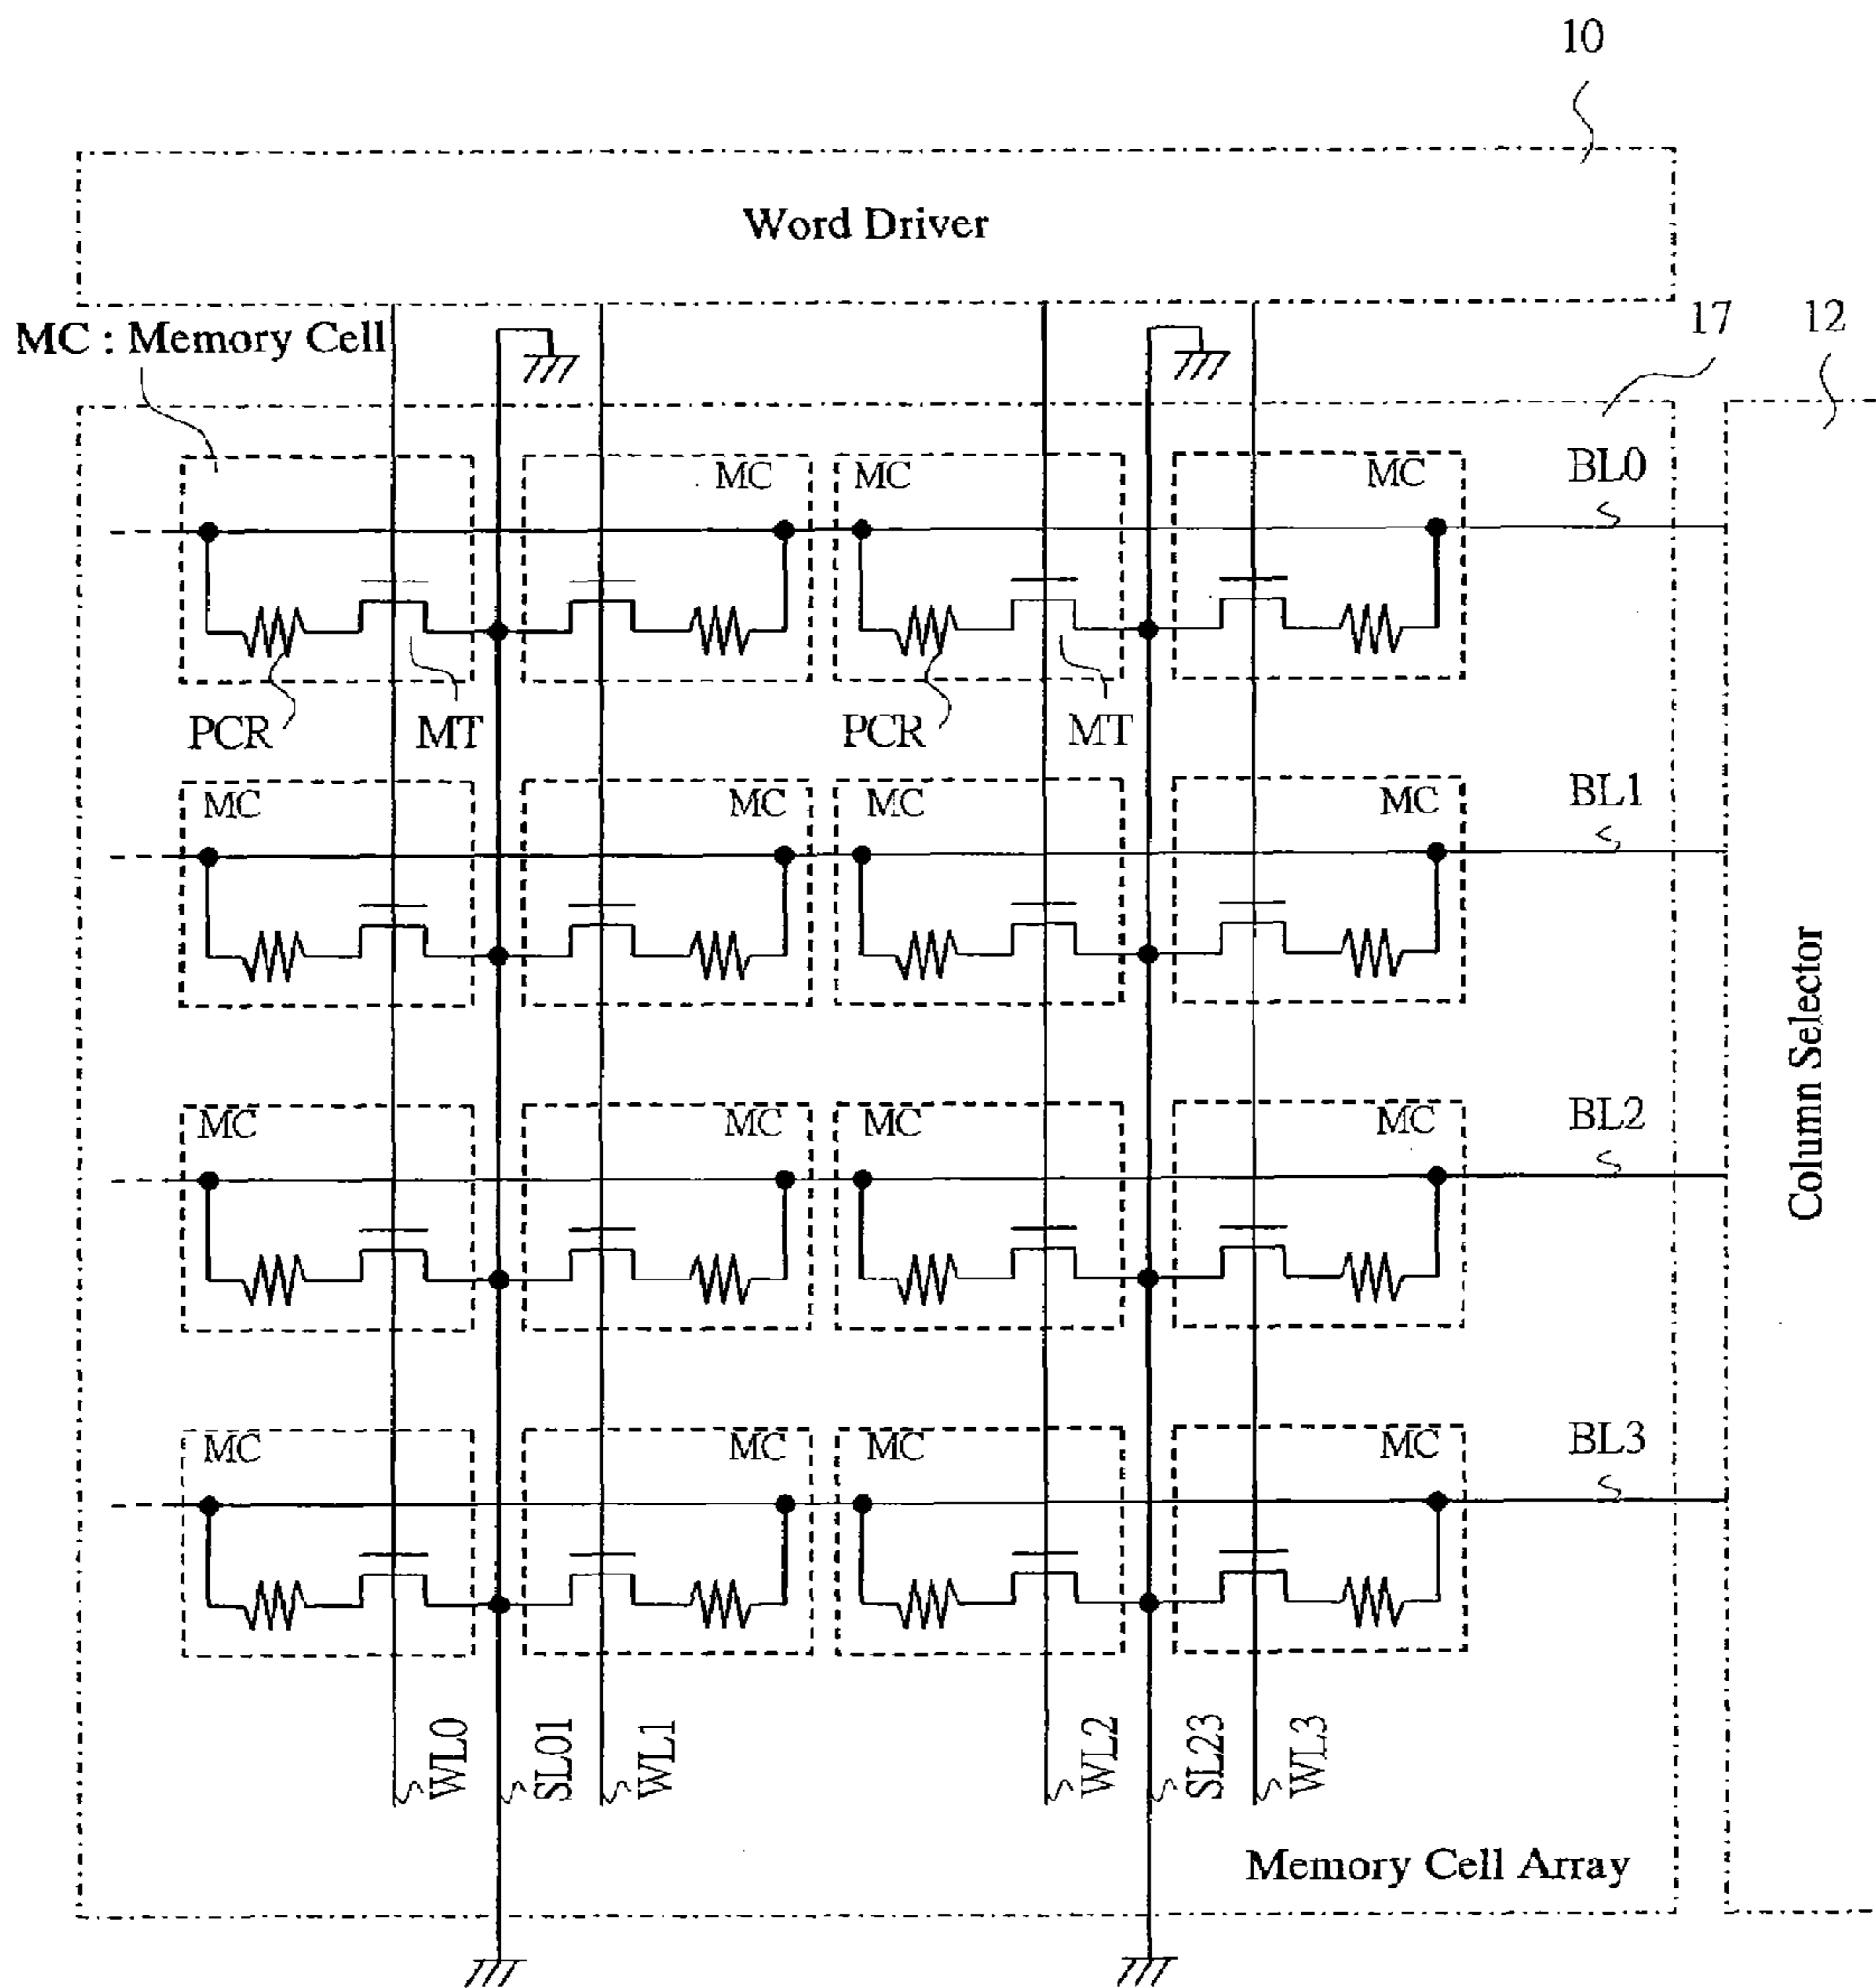 10
Word Driver
MC : Memory Cell
17
12
MC
MC
MC
BL0
PCR
MT
PCR
MT
MC
MC
MC
MC
BL1
Column Selector
MC
MC
MC
MC
BL2
MC
MC
MC
MC
BL3
WL0
SL01
WL1
WL2
SL23
WL3
Memory Cell Array